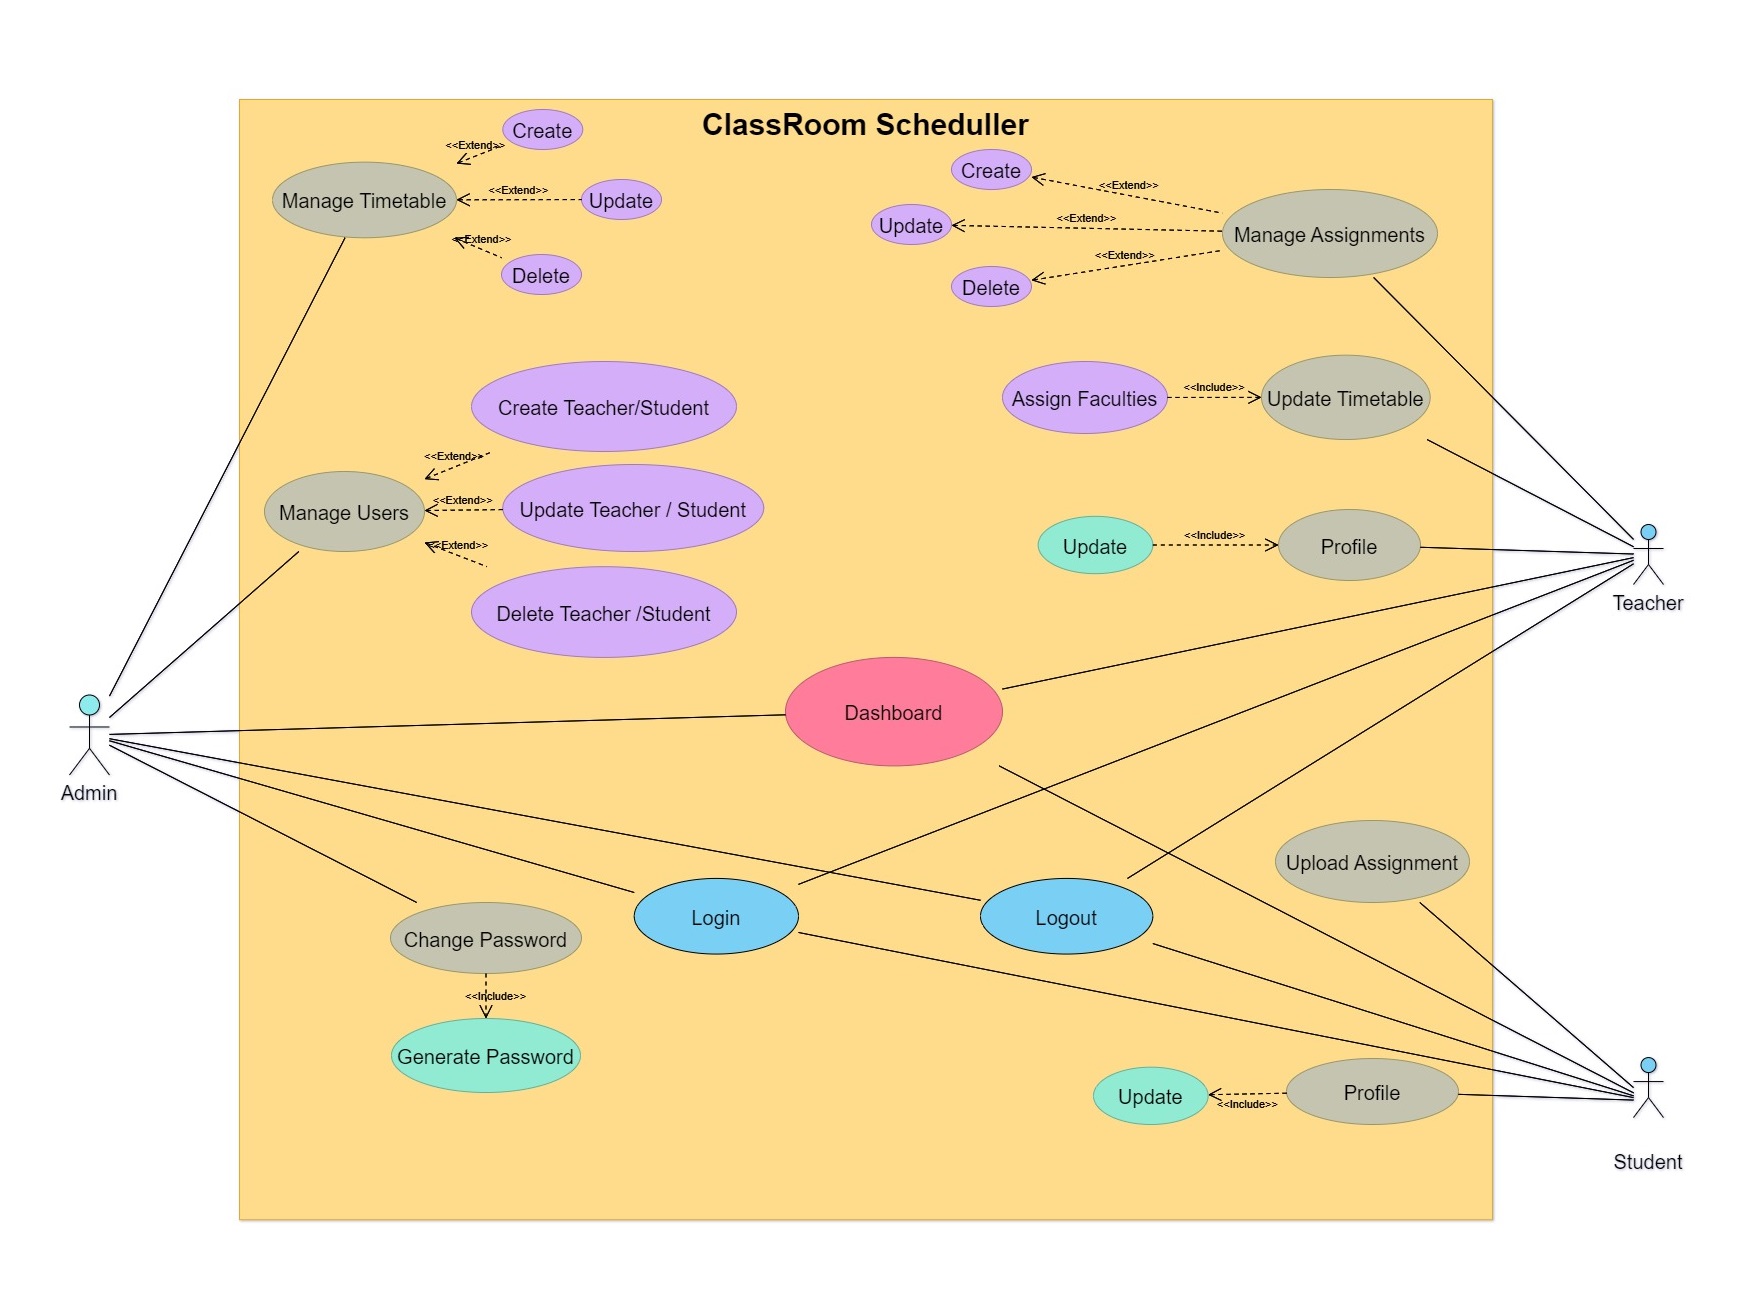 ClassRoom Scheduller
Create
<<Extend>>
Manage Timetable
<<Extend>>
Update
<<Extend>>
Delete
Create
<<Extend>>
Update
<<Extend>>
Manage Assignments
<<Extend>>
Delete
Create Teacher/Student
<<Extend>>
Manage Users
<<Extend>>
Update Teacher / Student
<<Extend>>
Delete Teacher /Student
Assign Faculties
<<Include>>
Update Timetable
Update
<<Include>>
Profile
Teacher
Dashboard
Admin
Upload Assignment
Login
Logout
Change Password
<<Include>>
Generate Password
Update
<<Include>>
Profile
Student